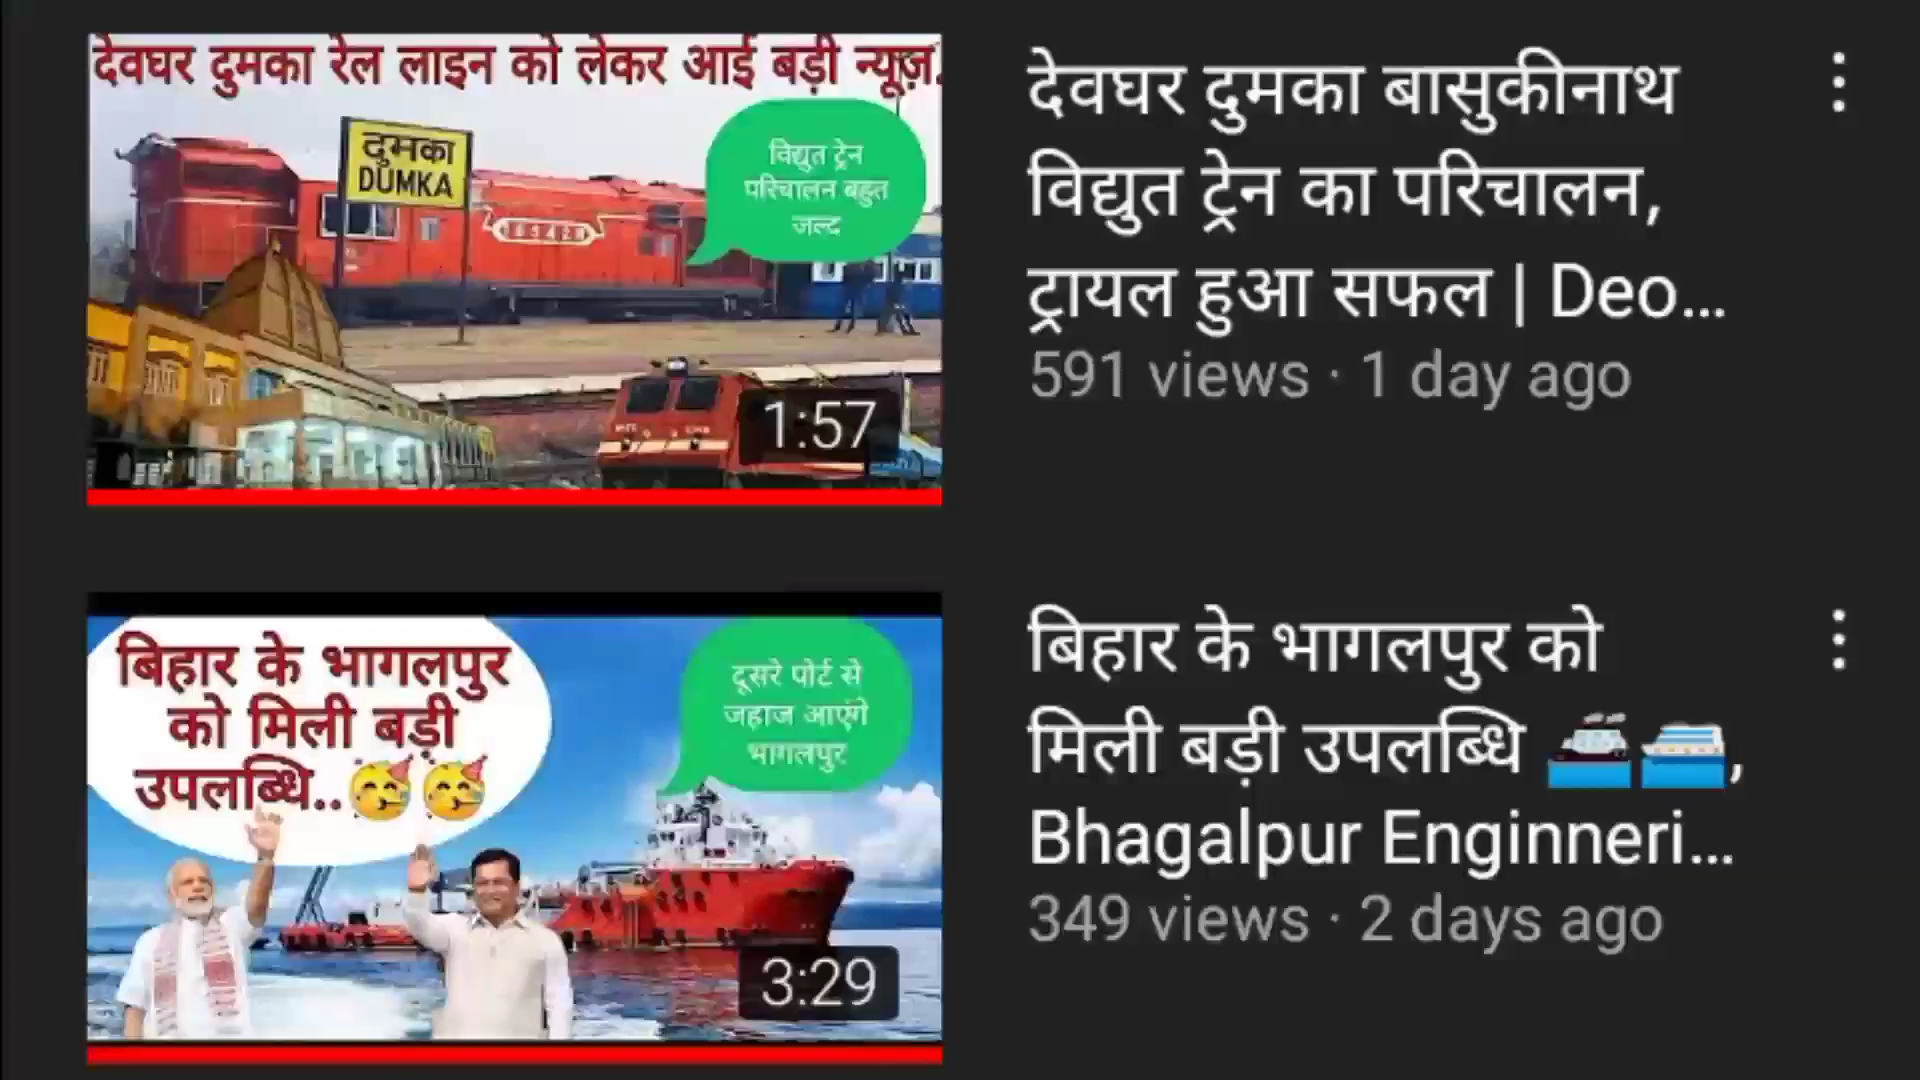 देवघर दुमका रेल लाइन को लेकर आई बड़ी न्यूज़.
दुमका
DUMKA
विद्युत ट्रेन
परिचालन बहुत
जल्द
1:57
देवघर दुमका बासुकीनाथ
विद्युत ट्रेन का परिचालन,
ट्रायल हुआ सफल | Deo...
591 views · 1 day ago
बिहार के भागलपुर
को मिली बड़ी
उपलब्धि..🥳🥳
दूसरे पोर्ट से
जहाज आएंगे
भागलपुर
3:29
बिहार के भागलपुर को
मिली बड़ी उपलब्धि 🚢🛳,
Bhagalpur Enginneri...
349 views · 2 days ago